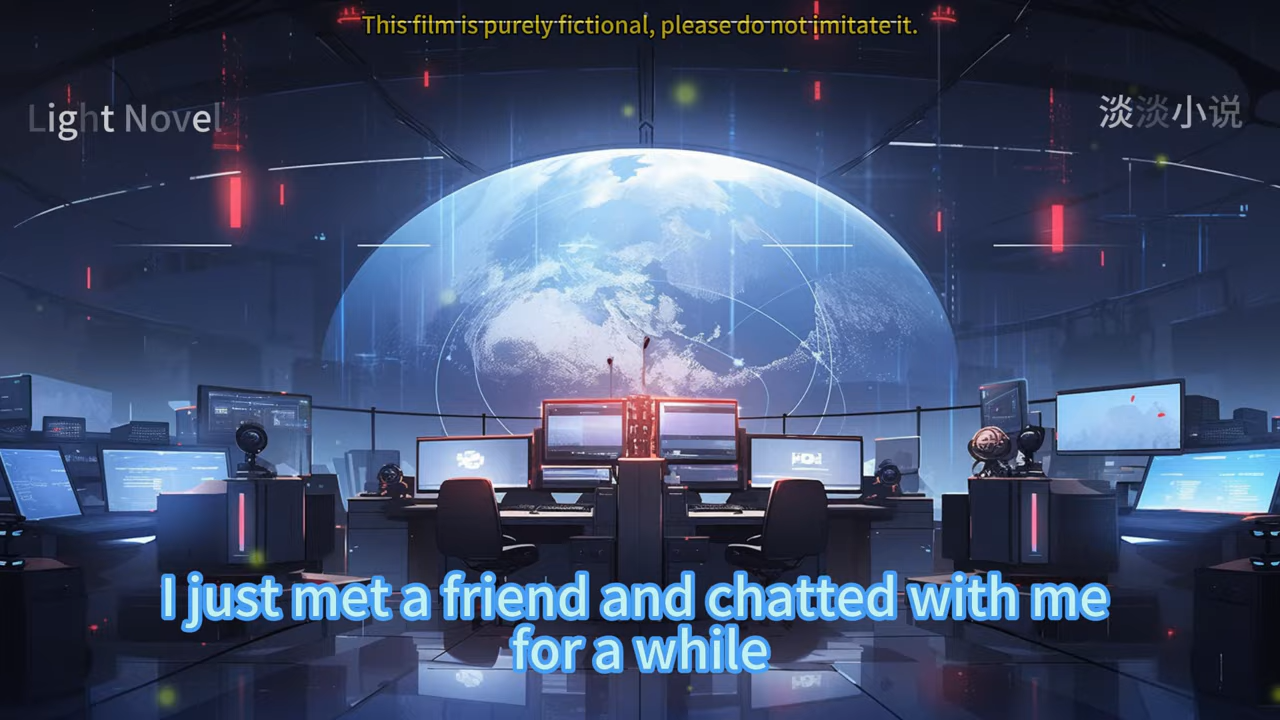 This film is purely fictional, please do not imitate it.
Light Novel
淡淡小说
I just met a friend and chatted with me
for a while